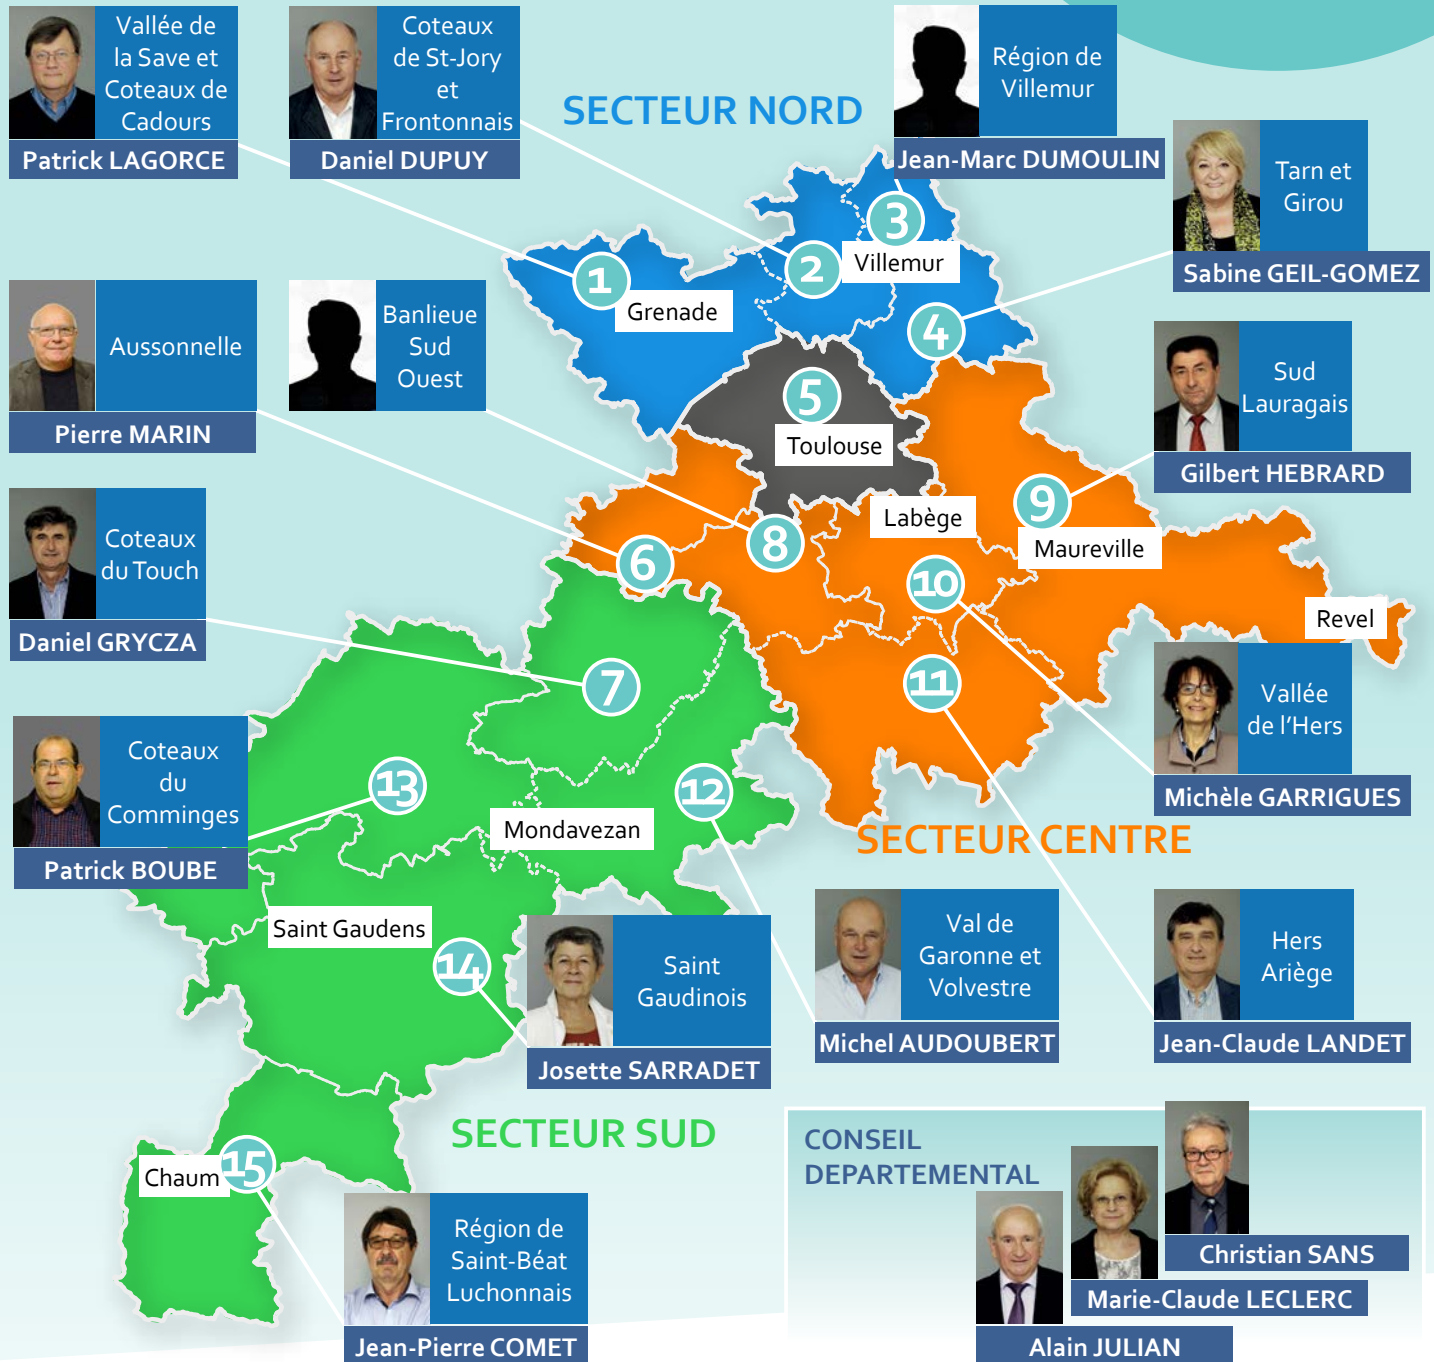 Vallée de
la Save et
Coteaux de
Cadours
Patrick LAGORCE
Coteaux
de St-Jory
et
Frontonnais
Daniel DUPUY
SECTEUR NORD
Région de
Villemur
Jean-Marc DUMOULIN
Tarn et
Girou
Sabine GEIL-GOMEZ
Aussonnelle
Pierre MARIN
Banlieue
Sud
Ouest
1
Grenade
2
3
Villemur
4
5
Toulouse
Sud
Lauragais
Gilbert HEBRARD
Coteaux
du Touch
Daniel GRYCZA
6
8
Labège
9
Maureville
10
Revel
7
11
Vallée
de l'Hers
Michèle GARRIGUES
Coteaux
du
Comminges
Patrick BOUBE
13
12
Mondavezan
SECTEUR CENTRE
Saint Gaudens
14
Saint
Gaudinois
Josette SARRADET
Val de
Garonne et
Volvestre
Michel AUDOUBERT
Hers
Ariège
Jean-Claude LANDET
SECTEUR SUD
Chaum
15
Région de
Saint-Béat
Luchonnais
Jean-Pierre COMET
CONSEIL
DEPARTEMENTAL
Christian SANS
Marie-Claude LECLERC
Alain JULIAN